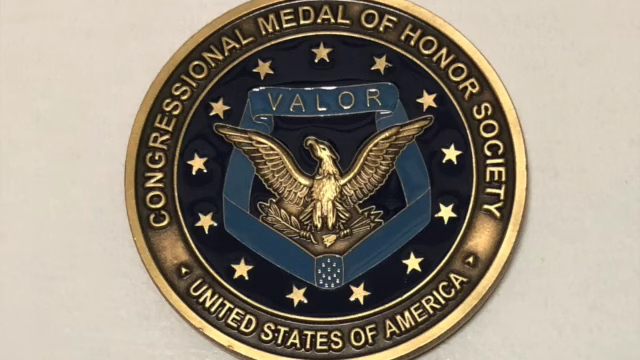 CONGRESSIONAL MEDAL OF HONOR SOCIETY
VALOR
UNITED STATES OF AMERICA